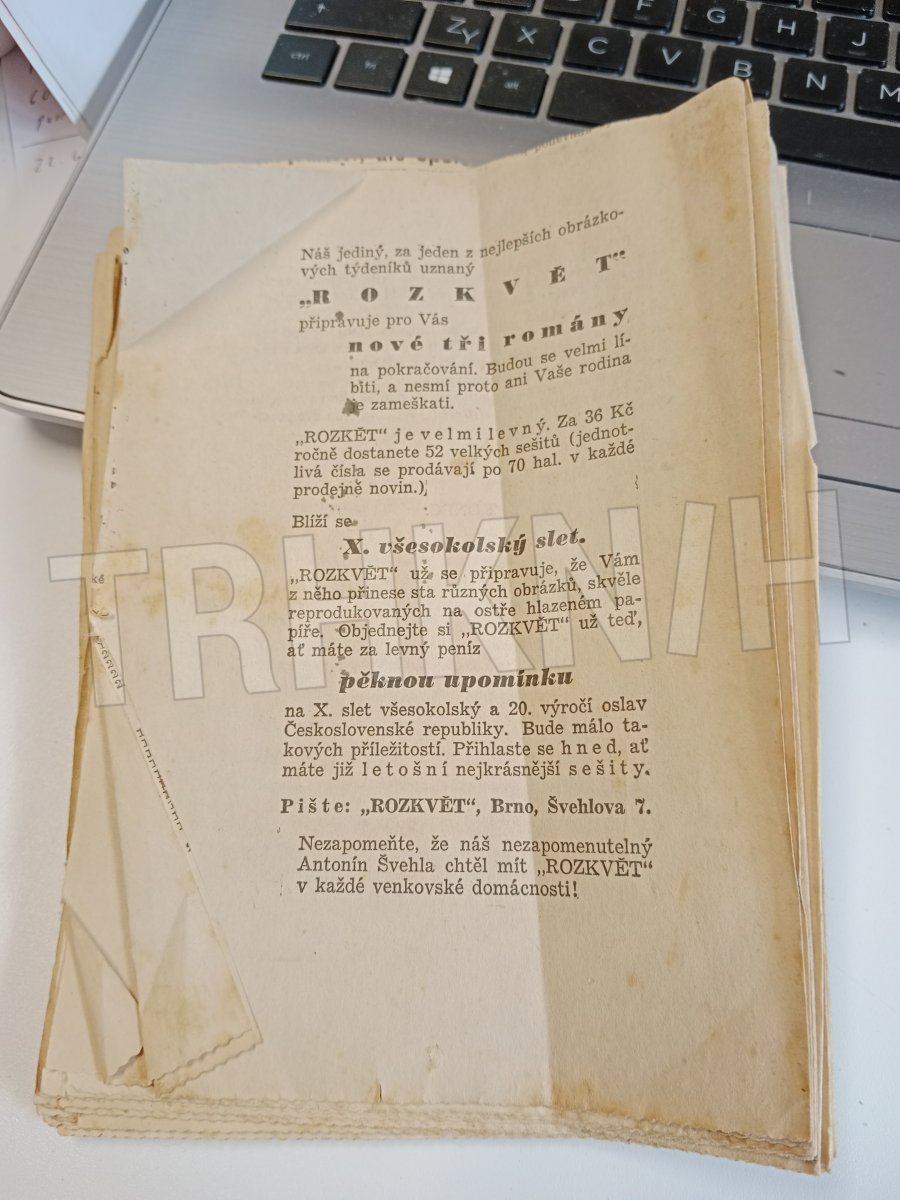 Náš jediný, za jeden z nejlepších obrázko-
vých týdeníků uznaný
„ROZKVĚT“
připravuje pro Vás
nové tři romány
na pokračování. Budou se velmi lí-
biti, a nesmí proto ani Vaše rodina
je zameškati.
„ROZKĚT“ je velmi levný. Za 36 Kč
ročně dostanete 52 velkých sešitů (jednot-
livá čísla se prodávají po 70 hal. v každé
prodejně novin.)
Blíží se
X. všesokolský slet.
„ROZKVĚT“ už se připravuje, že Vám
z něho přinese sta různých obrázků, skvěle
reprodukovaných na ostře hlazeném pa-
píře. Objednejte si „ROZKVĚT“ už teď,
ať máte za levný peníz
pěknou upomínku
na X. slet všesokolský a 20. výročí oslav
Československé republiky. Bude málo ta-
kových příležitostí. Přihlaste se hned, ať
máte již letošní nejkrásnější sešity.
Pište: „ROZKVĚT“, Brno, Švehlova 7.
Nezapomeňte, že náš nezapomenutelný
Antonín Švehla chtěl mít „ROZKVĚT“
v každé venkovské domácnosti!
ké
TRHKNIH
ctrl fn alt
Z Y X C V B N M
F G H J